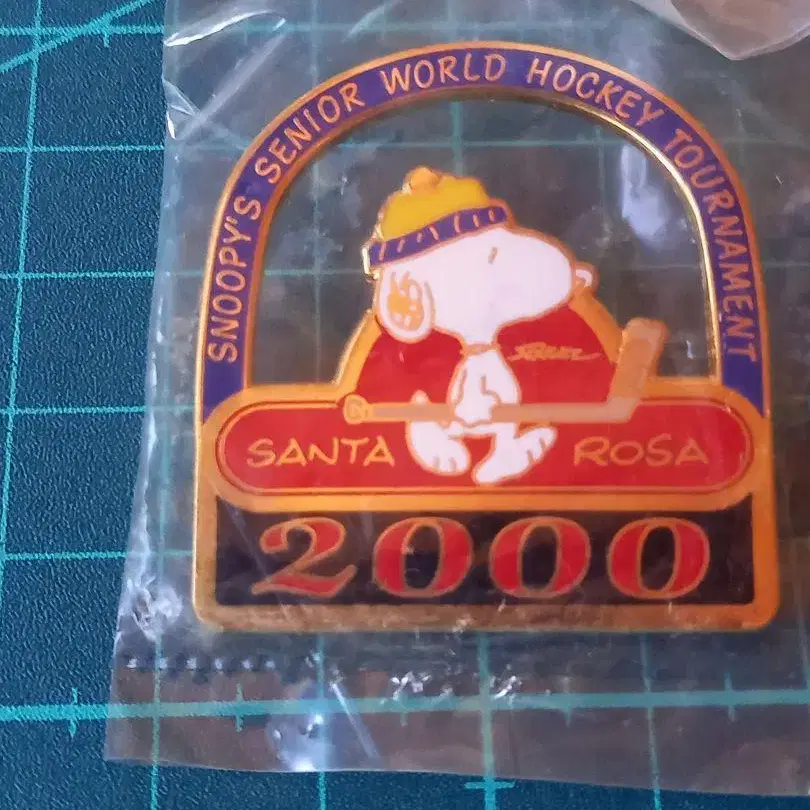 SNOOPY'S SENIOR WORLD HOCKEY TOURNAMENT
SANTA ROSA
2000